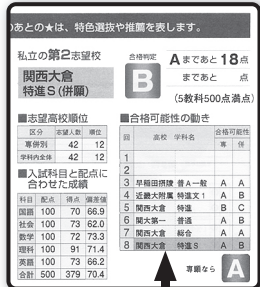 のあとの★は、特色選抜や推薦を表します。
私立の第2志望校
関西大倉
特進S(併願)
合格判定
B
Aまであと18点
まであと 点
(5教科500点満点)
■志望高校順位
区分 志望人数 順位
専併別 42 12
学科内全体 42 12
■入試科目と配点に
合わせた成績
科目 配点 得点 偏差値
国語 100 70 66.9
社会 100 73 62.0
数学 100 72 73.3
理科 100 91 71.4
英語 100 73 66.2
合計 500 379 70.4
■合格可能性の動き
回 高校 学科名 合格可能性
専 併
1
2
3 早稲田摂陵 普A一般 A A
4 近畿大附属 特進文1 A A
5 関西大倉 特進 B C
6 関大第一 普通 A B
7 関西大倉 総合 A A
8 関西大倉 特進S A B
専願なら A